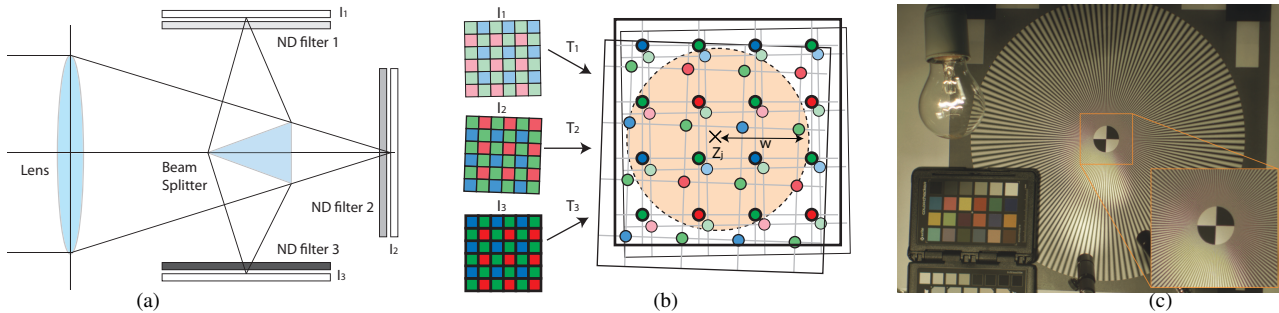 I1
ND filter 1
Lens
Beam
Splitter
ND filter 2
I2
ND filter 3
I3
(a)
I1
T1
I2
T2
I3
T3
Zj
w
(b)
(c)